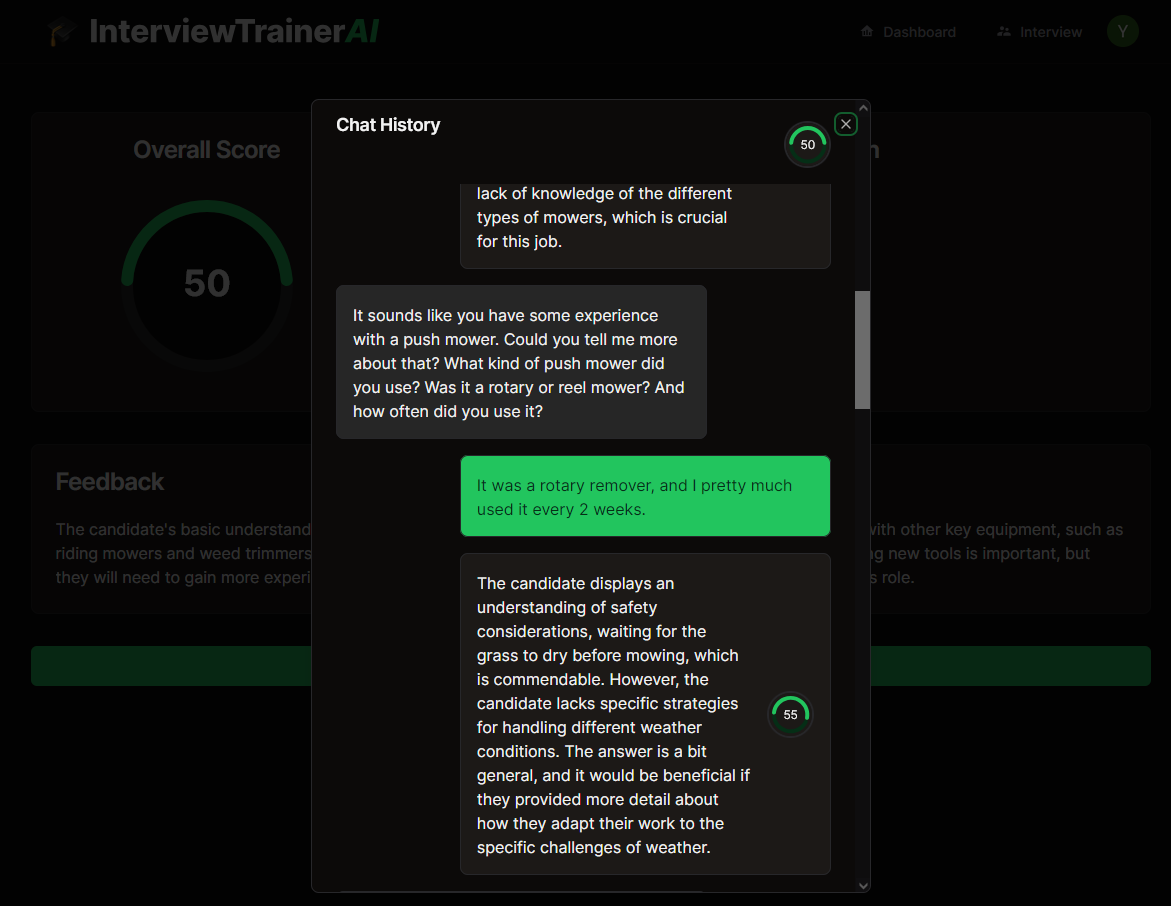 InterviewTrainerAI
Dashboard
Interview
Y
Chat History
50
Overall Score
50
lack of knowledge of the different
types of mowers, which is crucial
for this job.
It sounds like you have some experience
with a push mower. Could you tell me more
about that? What kind of push mower did
you use? Was it a rotary or reel mower? And
how often did you use it?
It was a rotary remover, and I pretty much
used it every 2 weeks.
The candidate displays an
understanding of safety
considerations, waiting for the
grass to dry before mowing, which
is commendable. However, the
candidate lacks specific strategies
for handling different weather
conditions. The answer is a bit
general, and it would be beneficial if
they provided more detail about
how they adapt their work to the
specific challenges of weather.
55
Feedback
The candidate's basic understand
with other key equipment, such as
riding mowers and weed trimmers
ng new tools is important, but
they will need to gain more experi
s role.